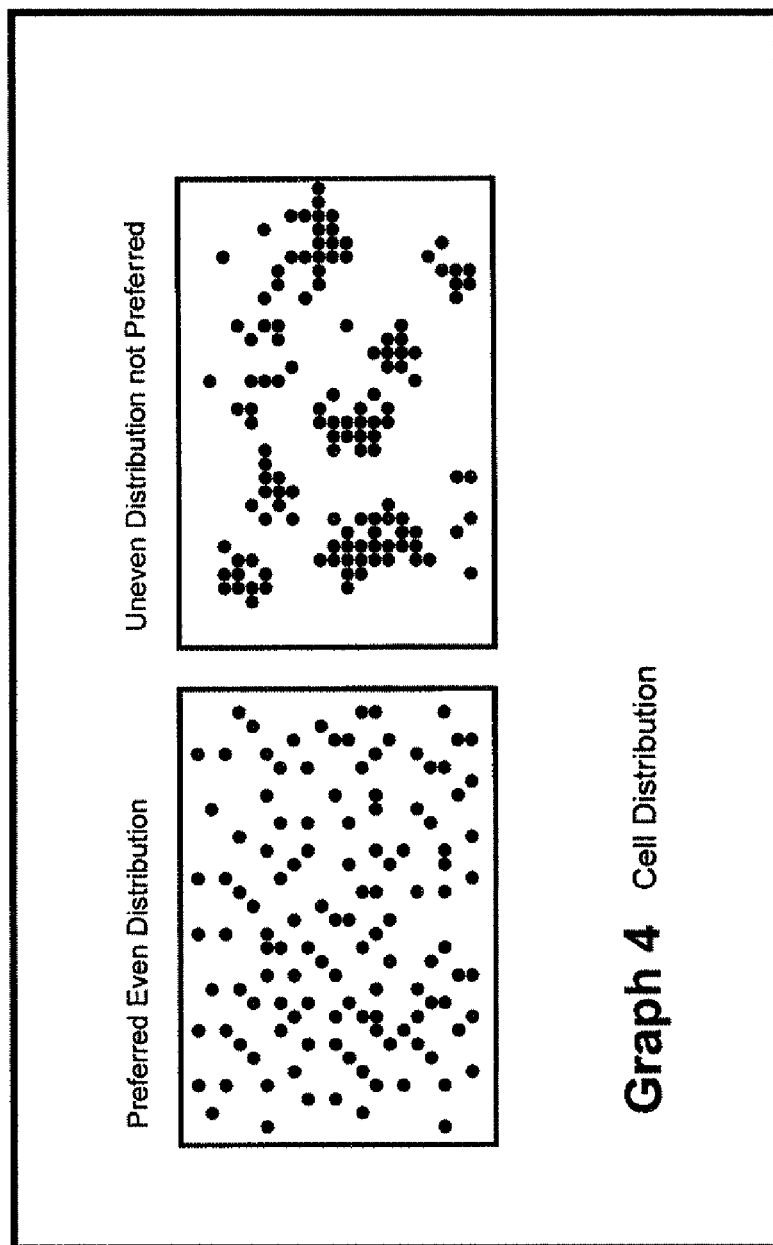 Preferred Even Distribution
Uneven Distribution not Preferred
Graph 4 Cell Distribution